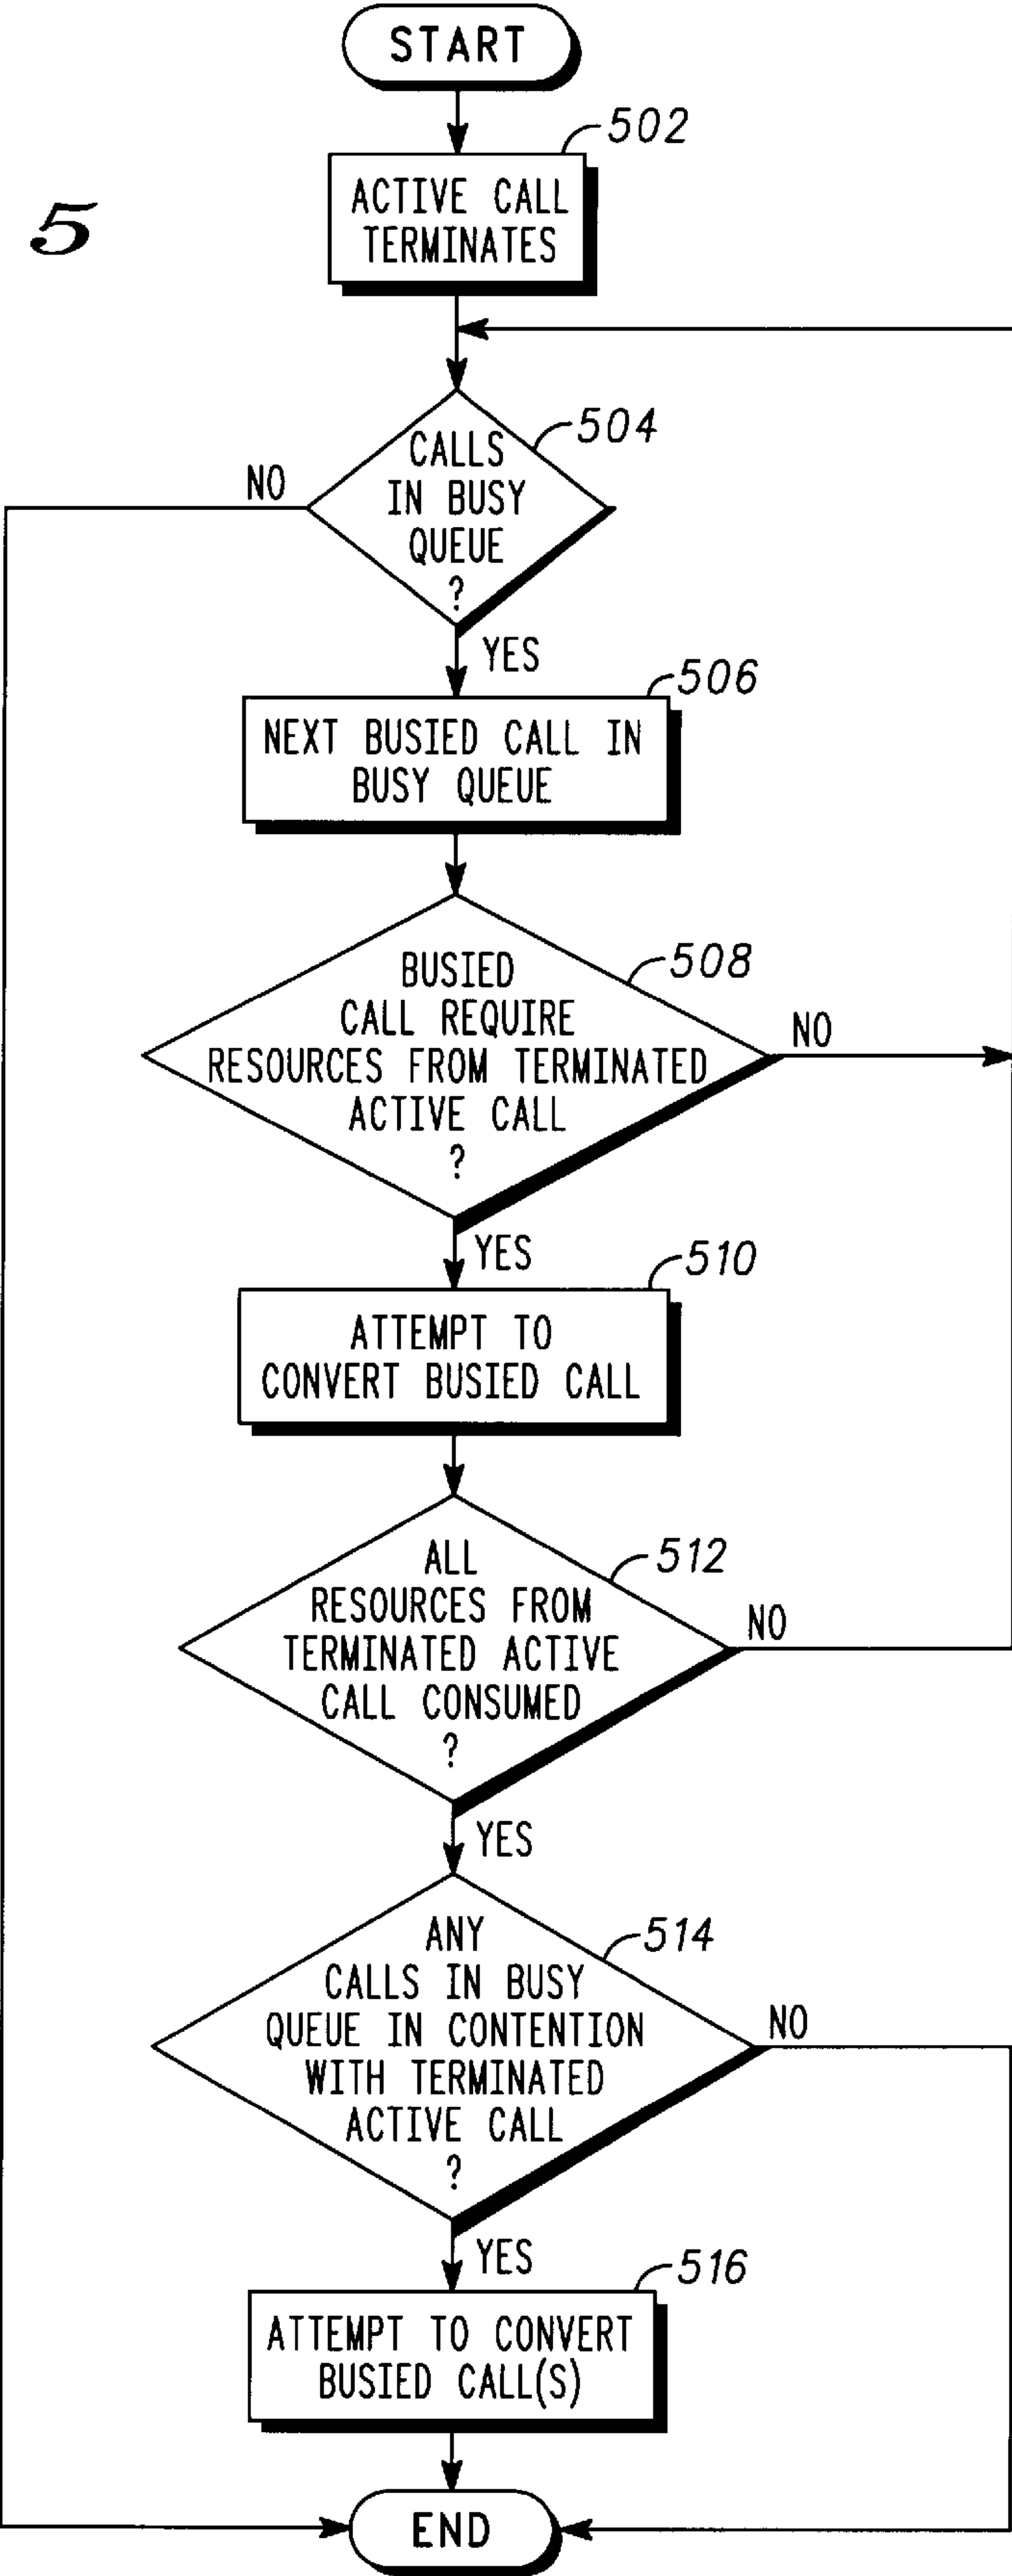 START
502
ACTIVE CALL
TERMINATES
5
504
CALLS
IN BUSY
QUEUE
?
NO
YES
506
NEXT BUSIED CALL IN
BUSY QUEUE
508
BUSIED
CALL REQUIRE
RESOURCES FROM TERMINATED
ACTIVE CALL
?
NO
YES
510
ATTEMPT TO
CONVERT BUSIED CALL
512
ALL
RESOURCES FROM
TERMINATED ACTIVE
CALL CONSUMED
?
NO
YES
514
ANY
CALLS IN BUSY
QUEUE IN CONTENTION
WITH TERMINATED
ACTIVE CALL
?
NO
YES
516
ATTEMPT TO CONVERT
BUSIED CALL(S)
END